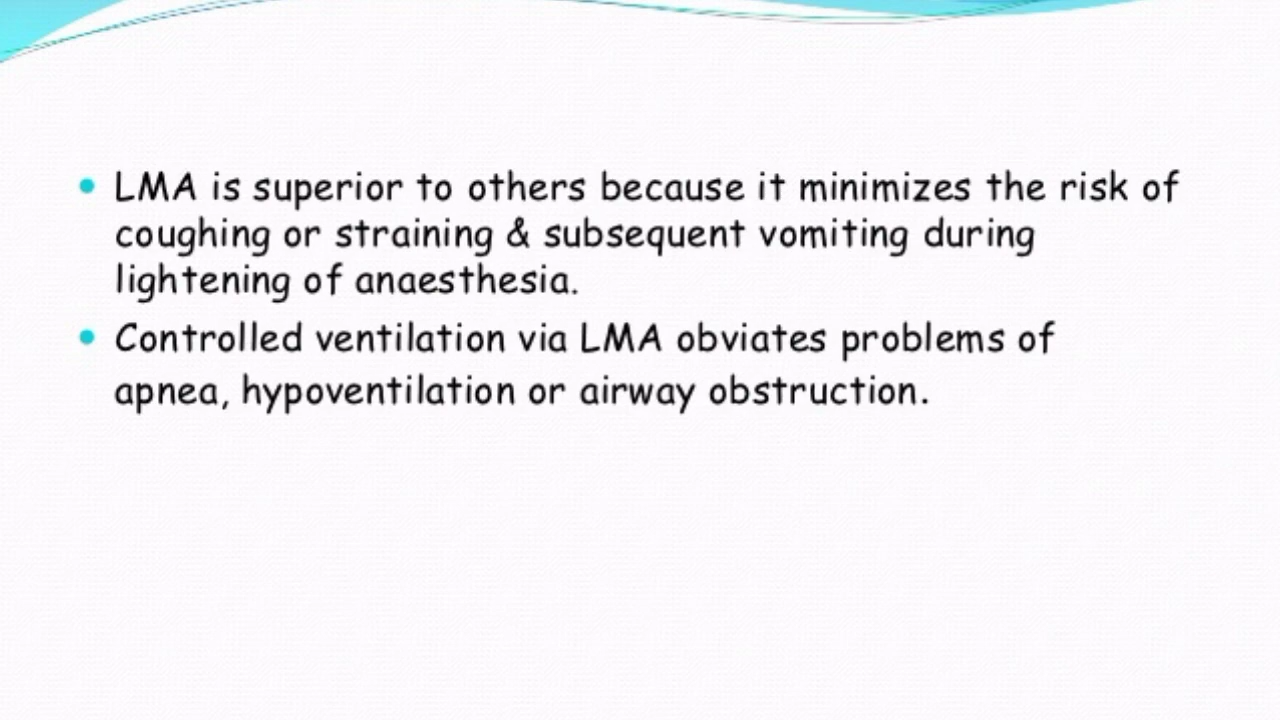 • LMA is superior to others because it minimizes the risk of
coughing or straining & subsequent vomiting during
lightening of anaesthesia.
• Controlled ventilation via LMA obviates problems of
apnea, hypoventilation or airway obstruction.